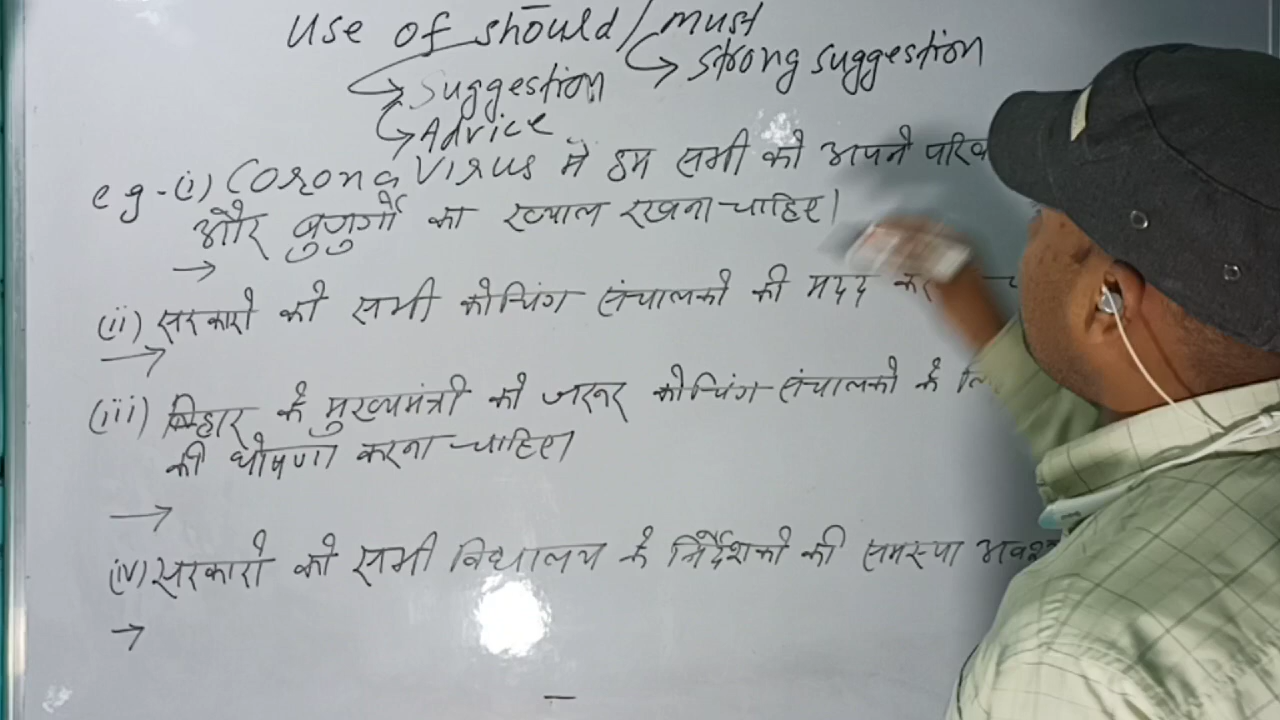 Use of should/must
→ suggestion → strong suggestion
→ Advice
eg-(i) Corona Virus में हम सभी को अपने
और बुजुर्गों का ख्याल रखना चाहिए।
→
(ii) सरकारों को सभी कोचिंग संचालकों की मदद
→
(iii) बिहार के मुख्यमंत्री को जरूर कोचिंग संचालकों के
की घोषणा करना चाहिए।
→
(iv) सरकारों को सभी विद्यालय के निर्देशकों की समस्या
→